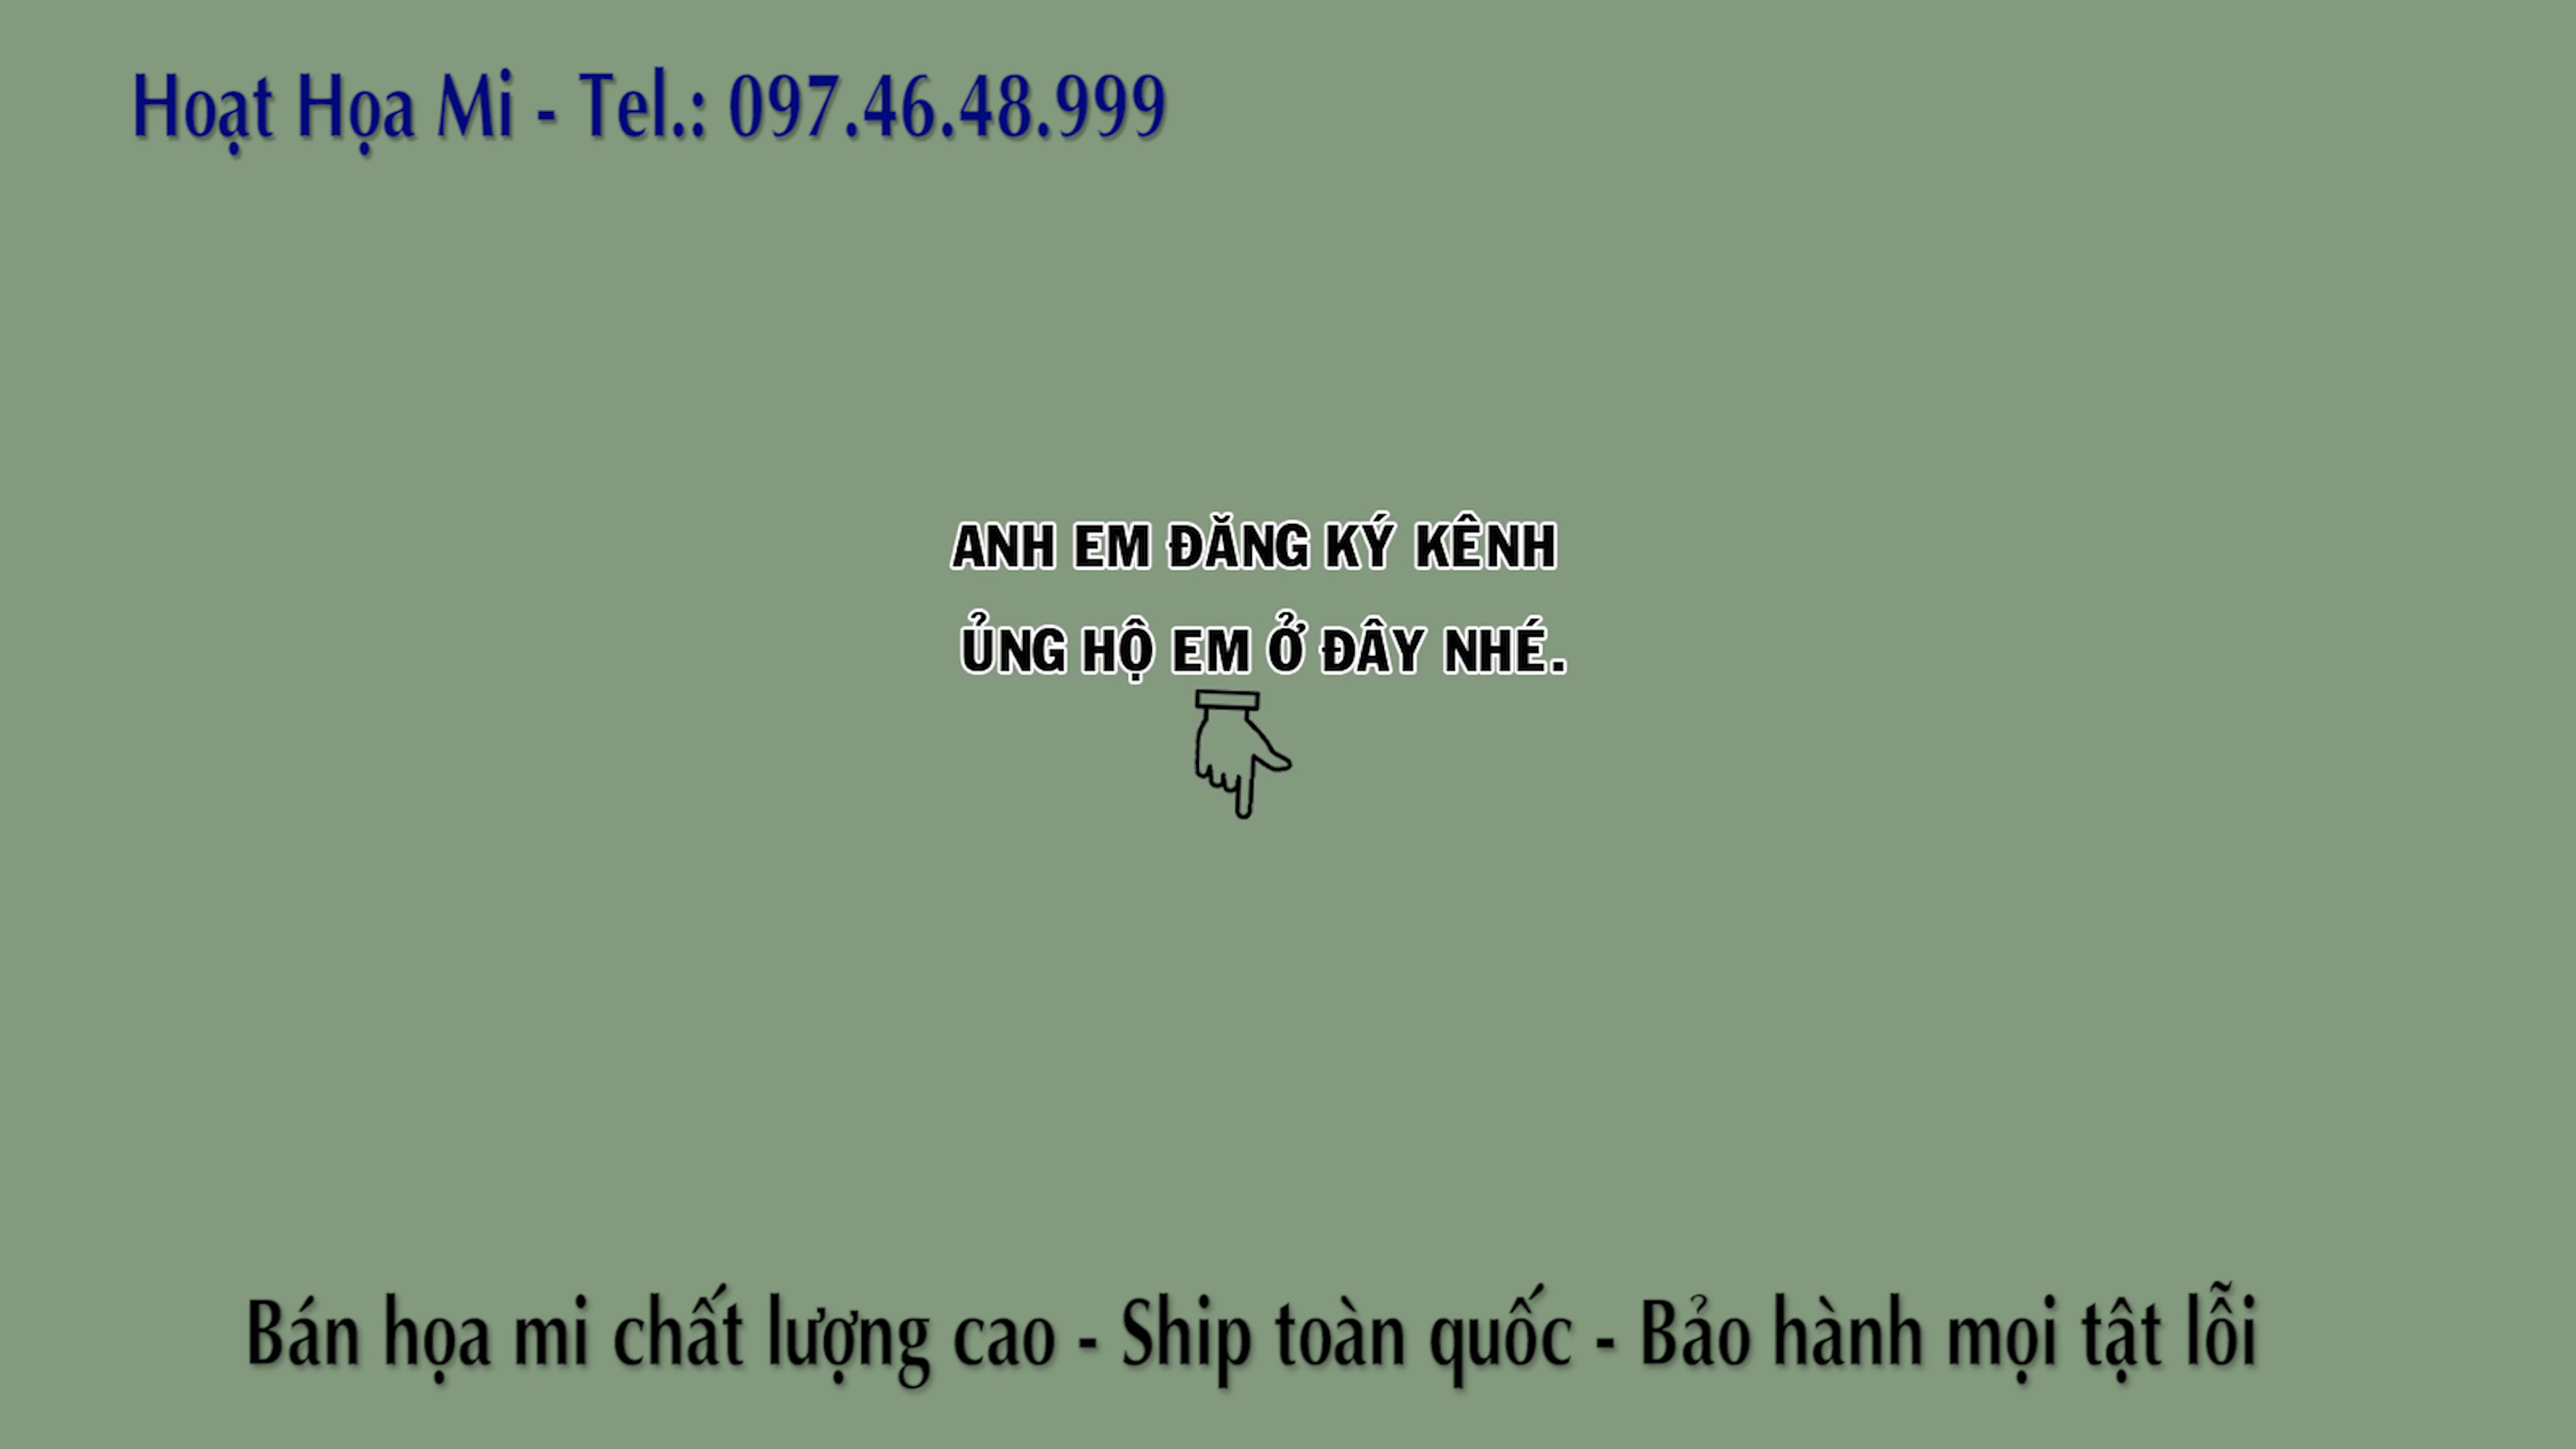 Hoạt Họa Mi - Tel.: 097.46.48.999
ANH EM ĐĂNG KÝ KÊNH
ỦNG HỘ EM Ở ĐÂY NHÉ.
Bán họa mi chất lượng cao - Ship toàn quốc - Bảo hành mọi tật lỗi